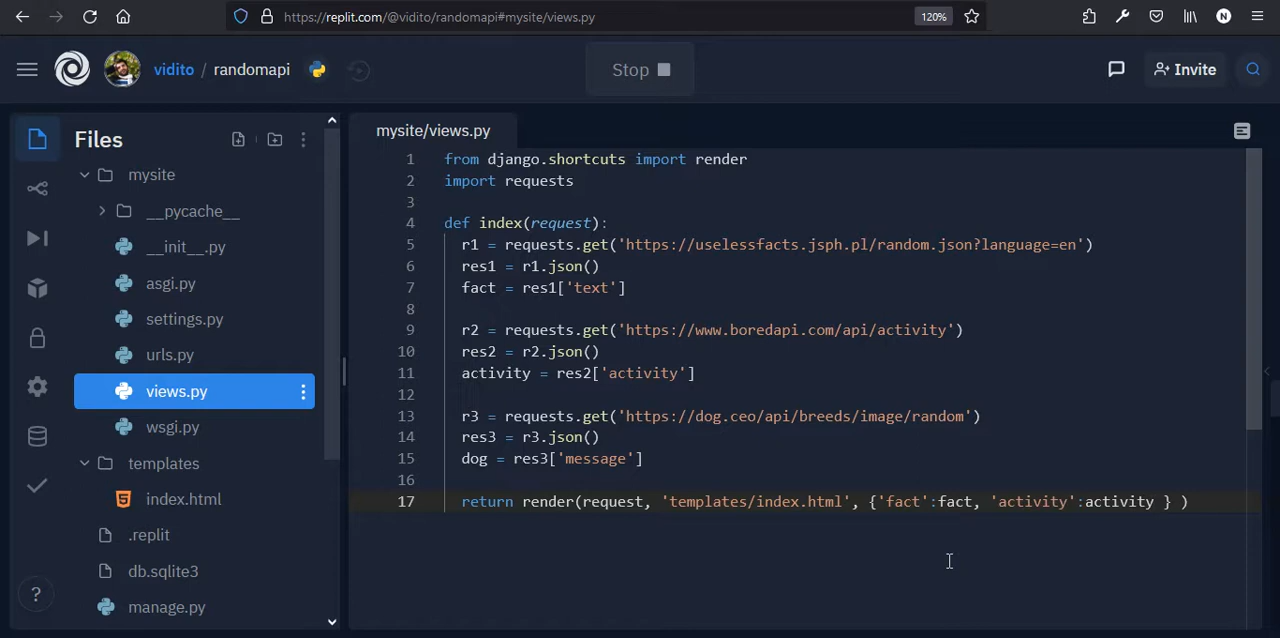 https://replit.com/@vidito/randomapi#mysite/views.py
120%
N
vidito / randomapi
Stop
Invite
Files
mysite
__pycache__
__init__.py
asgi.py
settings.py
urls.py
views.py
wsgi.py
templates
index.html
.replit
db.sqlite3
manage.py
?
mysite/views.py
1 from django.shortcuts import render
2 import requests
3
4 def index(request):
5 r1 = requests.get('https://uselessfacts.jsph.pl/random.json?language=en')
6 res1 = r1.json()
7 fact = res1['text']
8
9 r2 = requests.get('https://www.boredapi.com/api/activity')
10 res2 = r2.json()
11 activity = res2['activity']
12
13 r3 = requests.get('https://dog.ceo/api/breeds/image/random')
14 res3 = r3.json()
15 dog = res3['message']
16
17 return render(request, 'templates/index.html', {'fact':fact, 'activity':activity } )